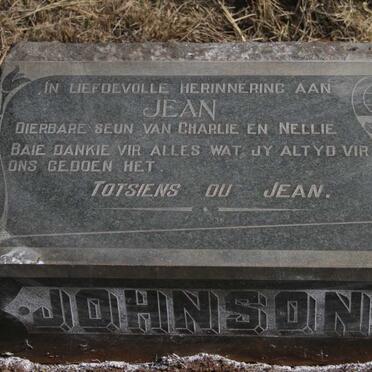 IN LIEFDEVOLLE HERINNERING AAN
JEAN
DIERBARE SEUN VAN CHARLIE EN NELLIE
BAIE DANKIE VIR ALLES WAT JY ALTYD VIR
ONS GEDOEN HET.
TOTSIENS OU JEAN.
JOHNSON